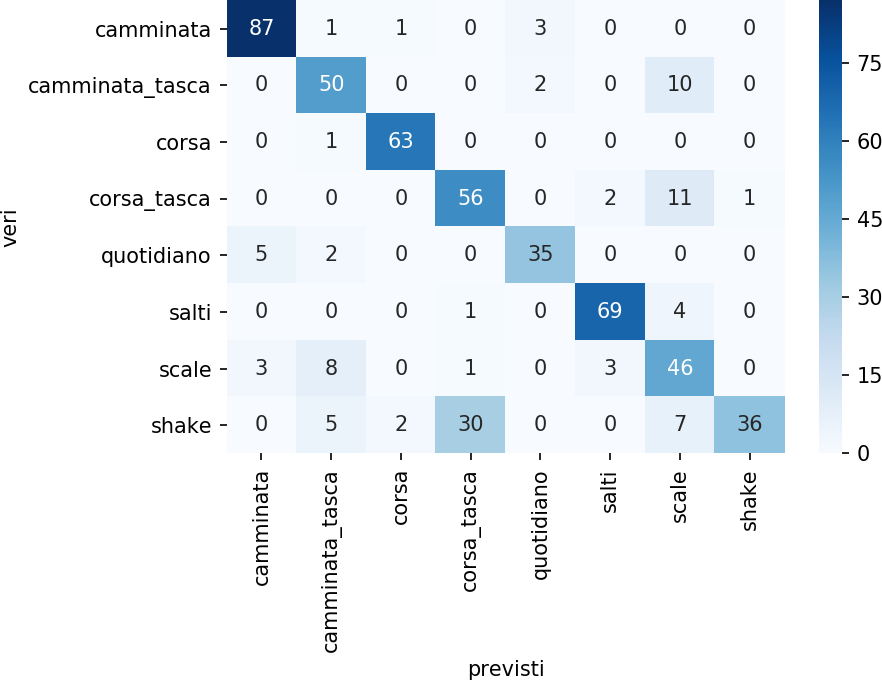 camminata 87 1 1 0 3 0 0 0
camminata_tasca 0 50 0 0 2 0 10 0
corsa 0 1 63 0 0 0 0 0
corsa_tasca 0 0 0 56 0 2 11 1
quotidiano 5 2 0 0 35 0 0 0
salti 0 0 0 1 0 69 4 0
scale 3 8 0 1 0 3 46 0
shake 0 5 2 30 0 0 7 36
veri
camminata
camminata_tasca
corsa
corsa_tasca
quotidiano
salti
scale
shake
previsti
75
60
45
30
15
0